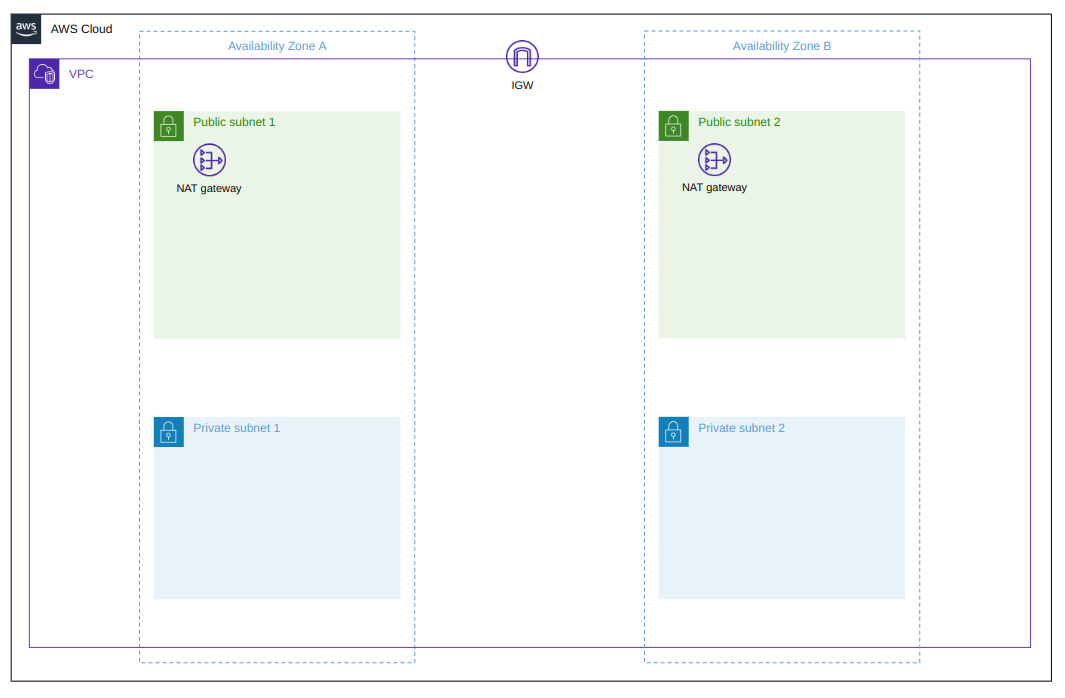 aws
AWS Cloud
Availability Zone A
Availability Zone B
VPC
IGW
Public subnet 1
Public subnet 2
NAT gateway
NAT gateway
Private subnet 1
Private subnet 2